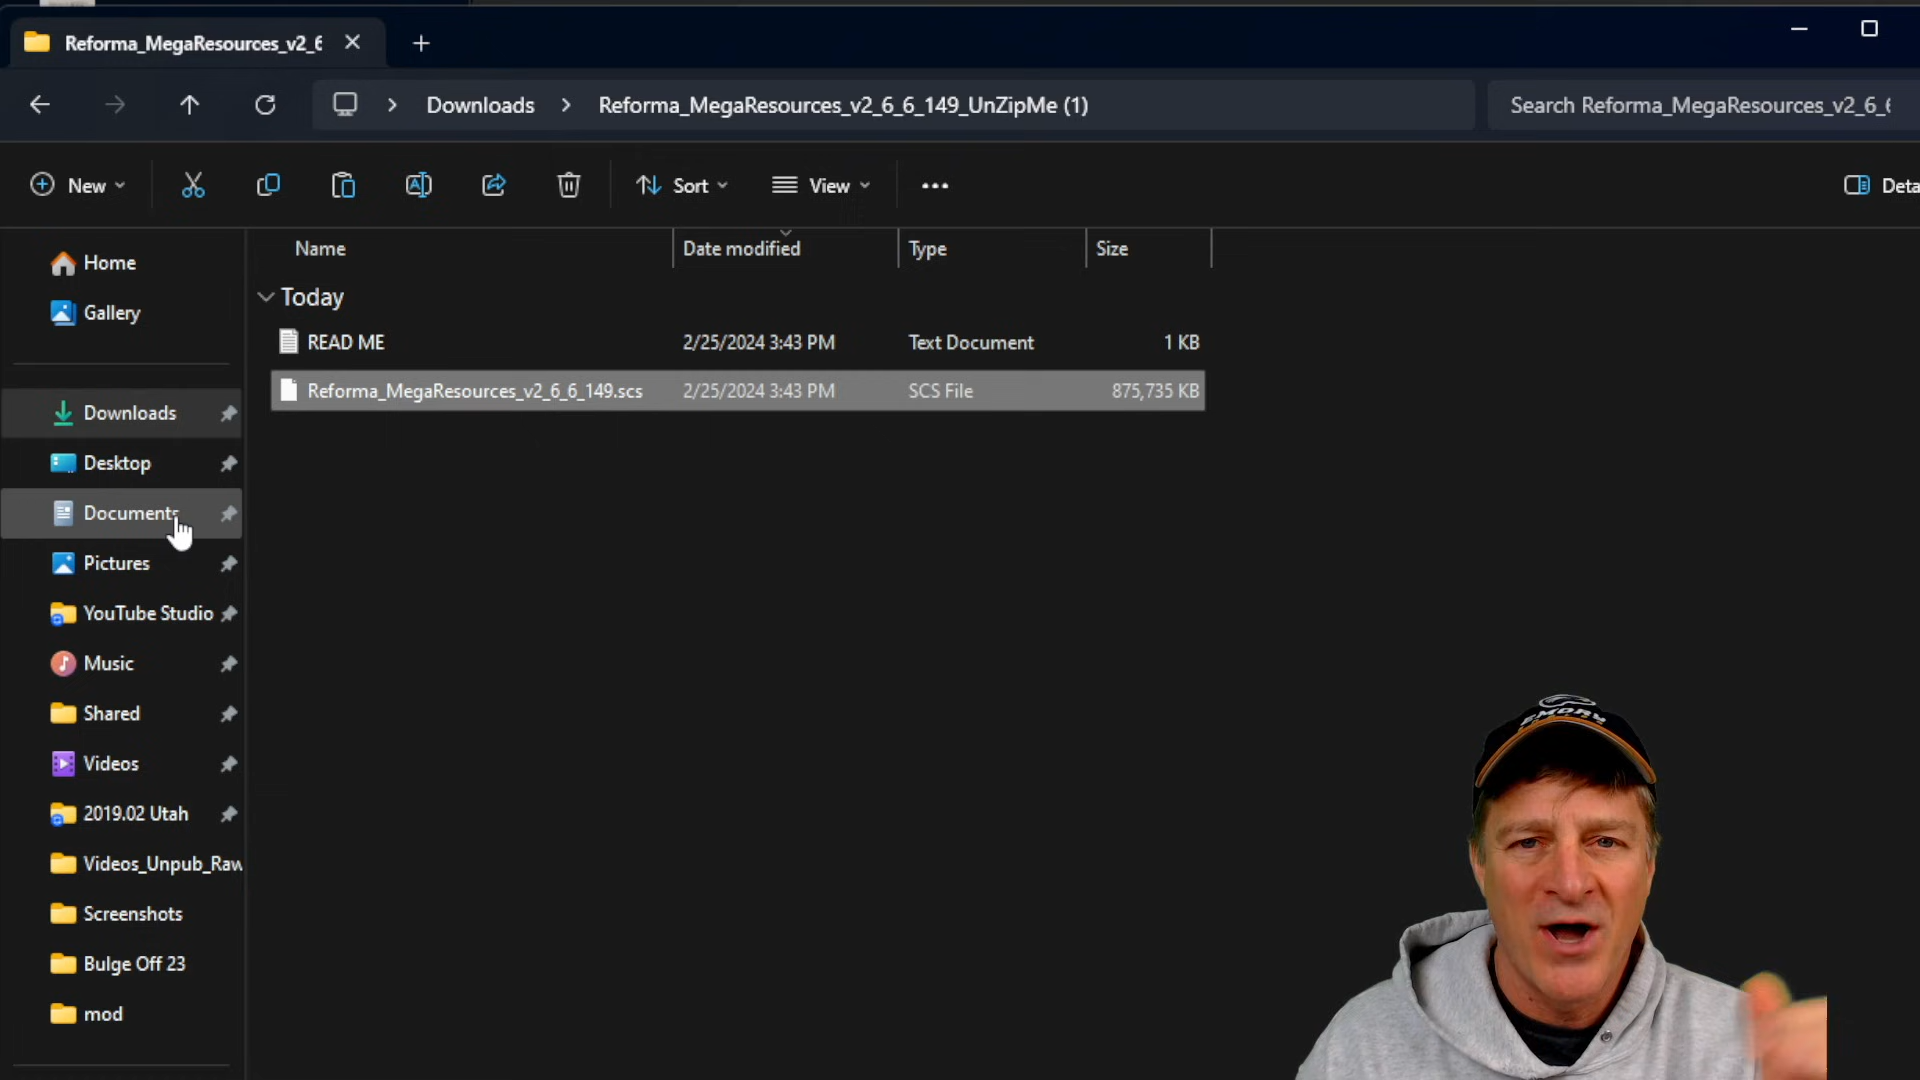 Reforma_MegaResources_v2_6
Downloads > Reforma_MegaResources_v2_6_6_149_UnZipMe (1)
Search Reforma_MegaResources_v2_6_6
New
Sort
View
Deta
Name
Date modified
Type
Size
Today
READ ME 2/25/2024 3:43 PM Text Document 1 KB
Reforma_MegaResources_v2_6_6_149.scs 2/25/2024 3:43 PM SCS File 875,735 KB
Home
Gallery
Downloads
Desktop
Documents
Pictures
YouTube Studio
Music
Shared
Videos
2019.02 Utah
Videos_Unpub_Raw
Screenshots
Bulge Off 23
mod
EMORY